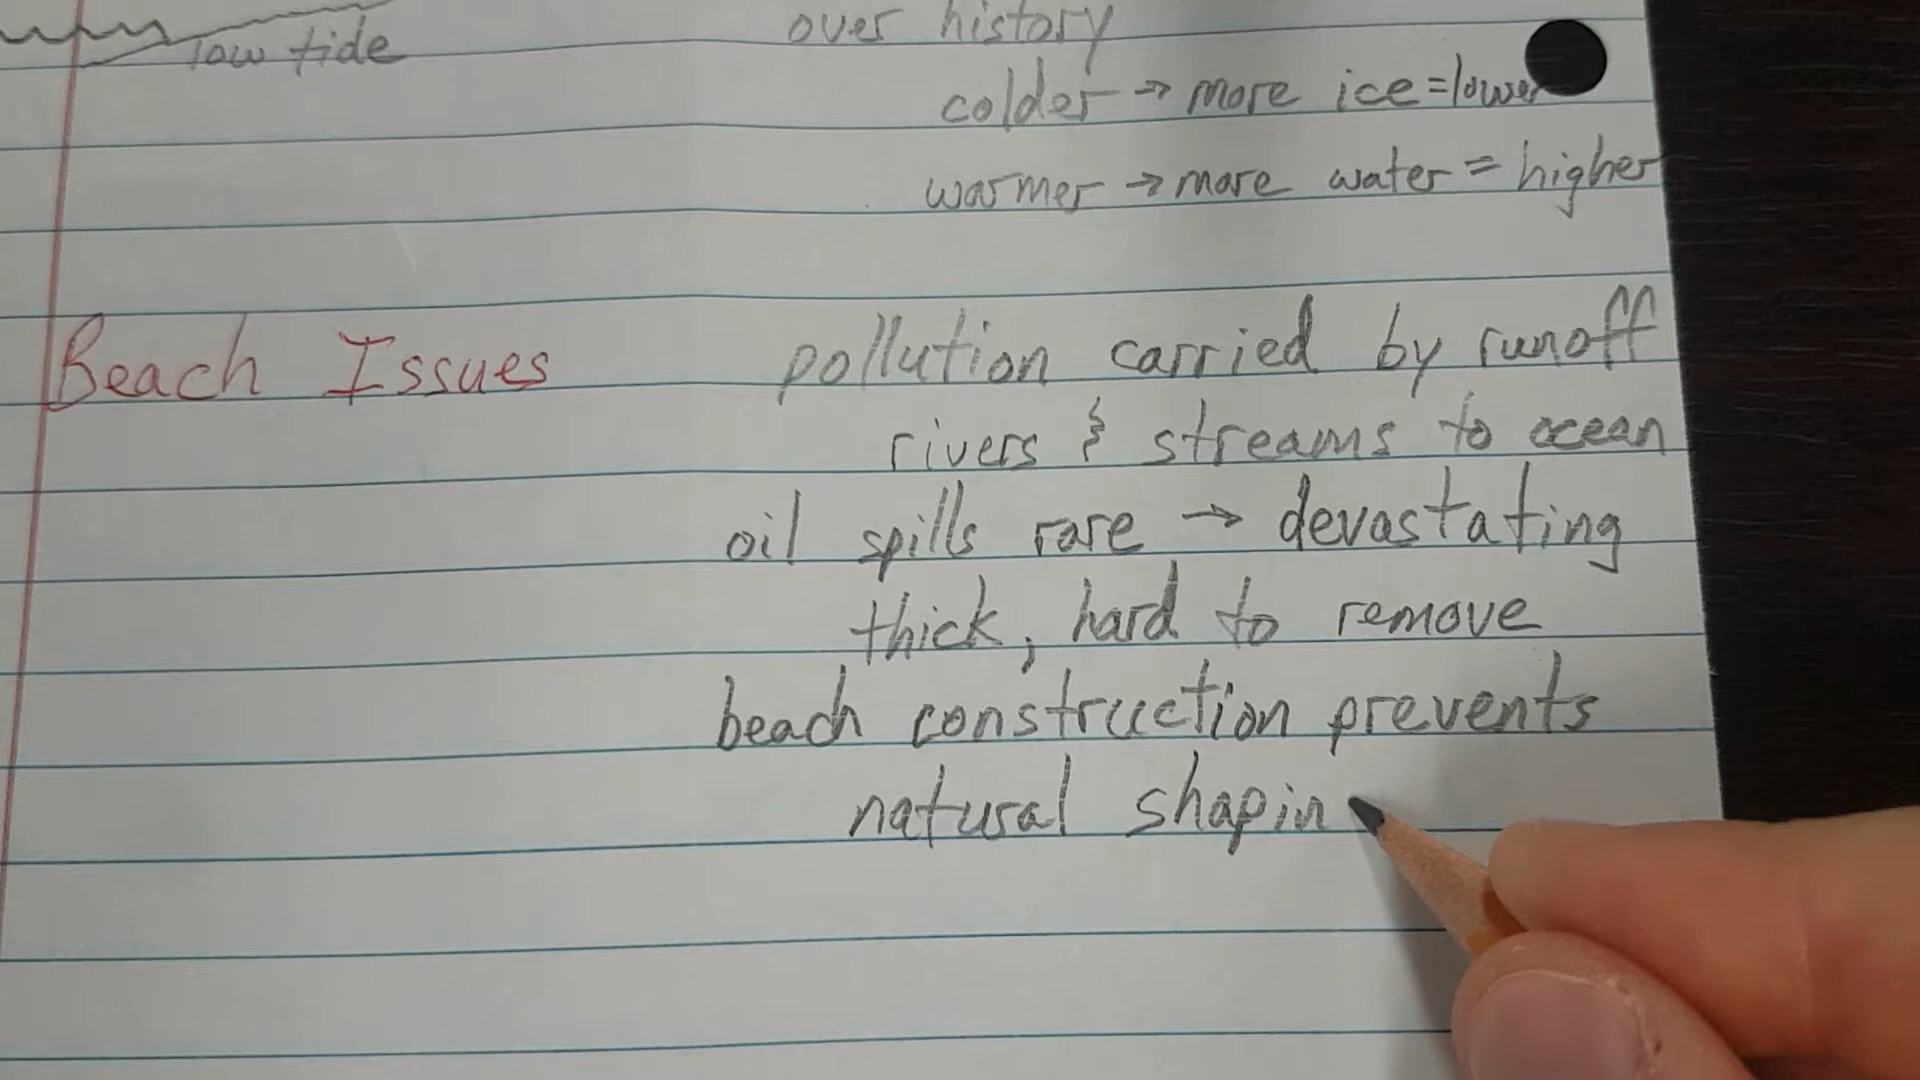 low tide
over history
colder → more ice = lower
warmer → more water = higher
Beach Issues
pollution carried by runoff
rivers & streams to ocean
oil spills rare → devastating
thick, hard to remove
beach construction prevents
natural shapin